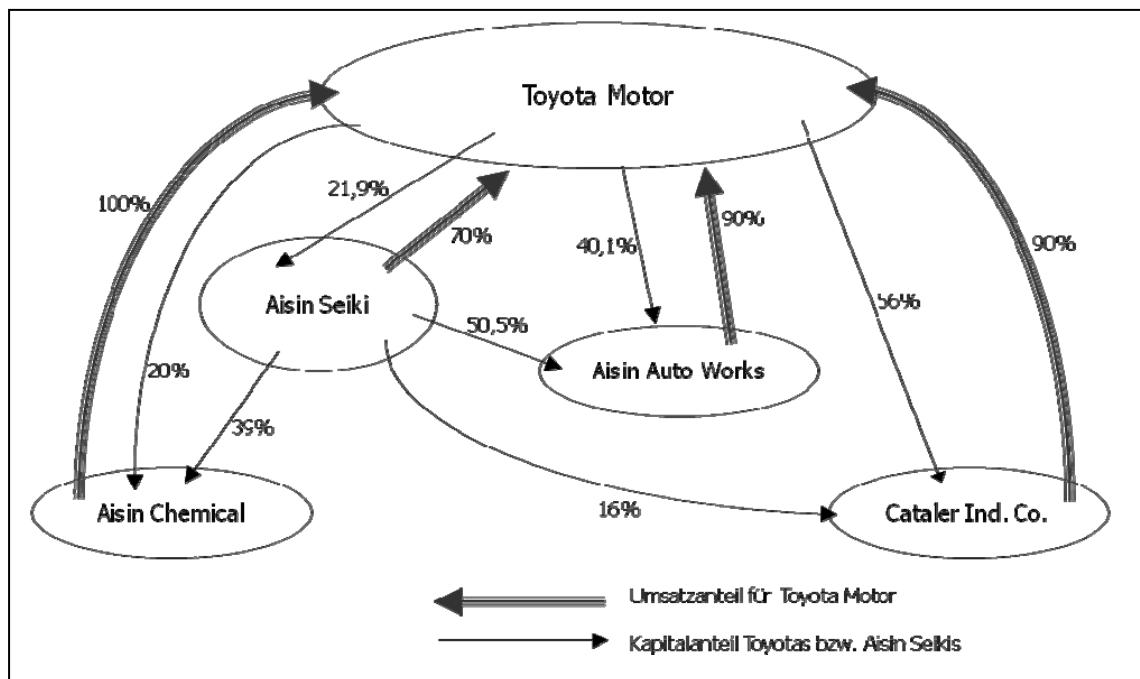 Toyota Motor
100%
21,9%
70%
40,1%
90%
90%
56%
Aisin Seiki
50,5%
Aisin Auto Works
20%
39%
16%
Aisin Chemical
Cataler Ind. Co.
Umsatzanteil für Toyota Motor
Kapitalanteil Toyotas bzw. Aisin Seikis